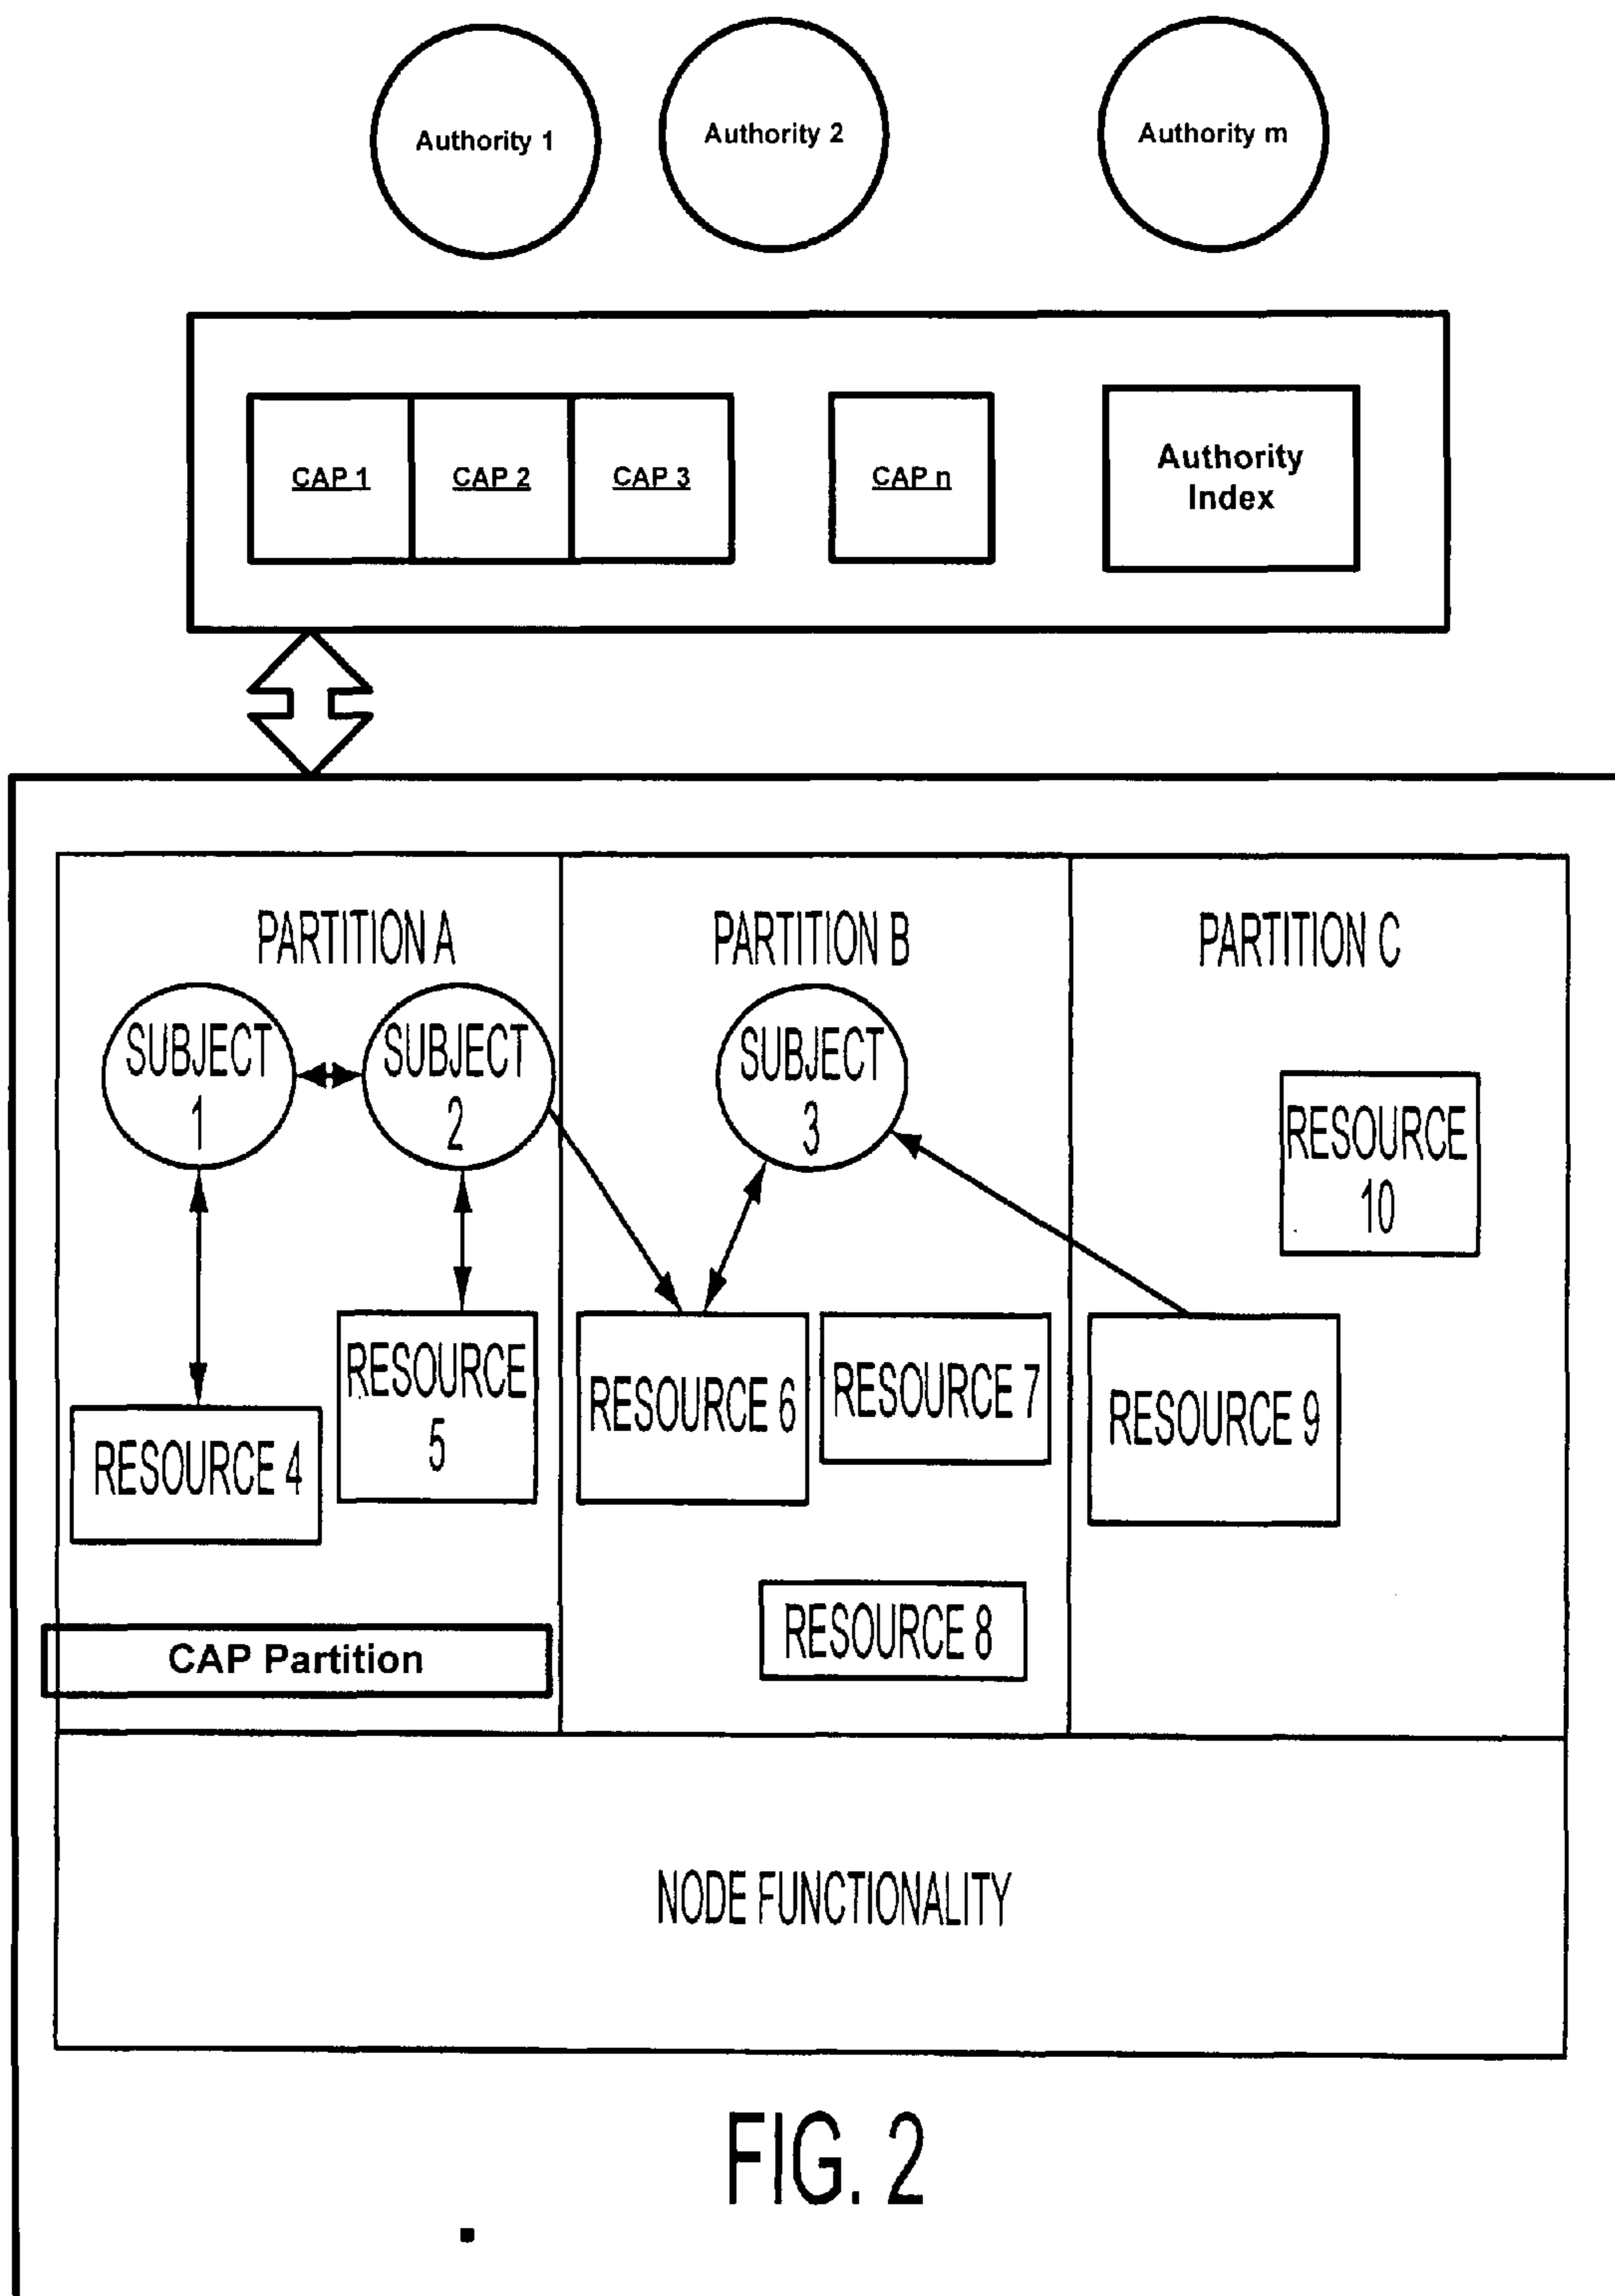 Authority 1
Authority 2
Authority m
CAP 1
CAP 2
CAP 3
CAP n
Authority
Index
PARTITION A
PARTITION B
PARTITION C
SUBJECT
1
SUBJECT
2
SUBJECT
3
RESOURCE
10
RESOURCE 4
RESOURCE
5
RESOURCE 6
RESOURCE 7
RESOURCE 9
RESOURCE 8
CAP Partition
NODE FUNCTIONALITY
FIG. 2